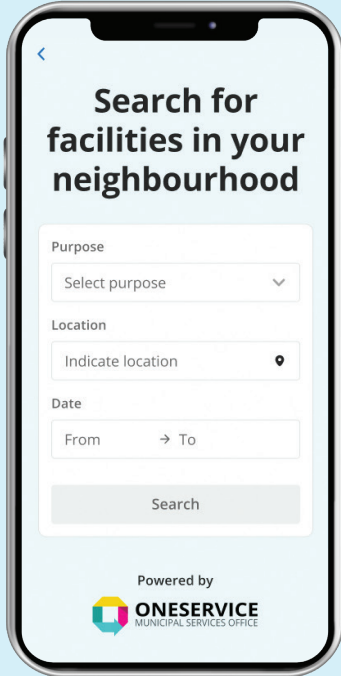 Search for
facilities in your
neighbourhood
Purpose
Select purpose
Location
Indicate location
Date
From → To
Search
Powered by
ONESERVICE
MUNICIPAL SERVICES OFFICE